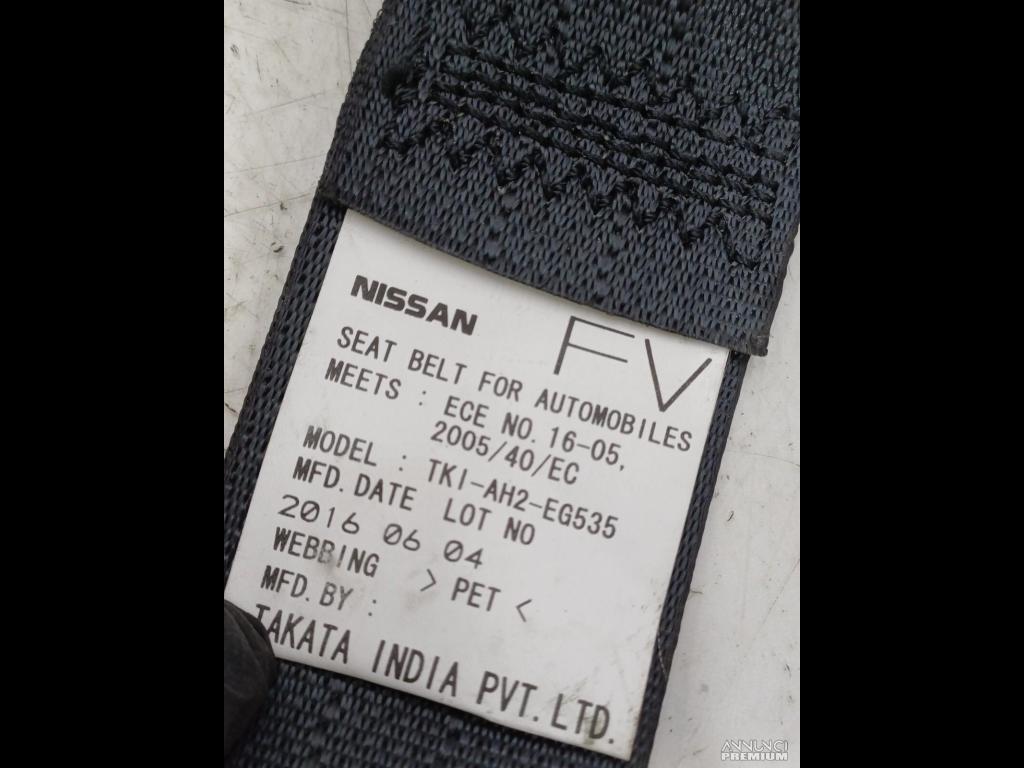 NISSAN FV
SEAT BELT FOR AUTOMOBILES
MEETS : ECE NO. 16-05,
2005/40/EC
MODEL : TKI-AH2-EG535
MFD. DATE LOT NO
2016 06 04
WEBBING > PET <
MFD. BY :
TAKATA INDIA PVT. LTD.
ANNUNCI
PREMIUM